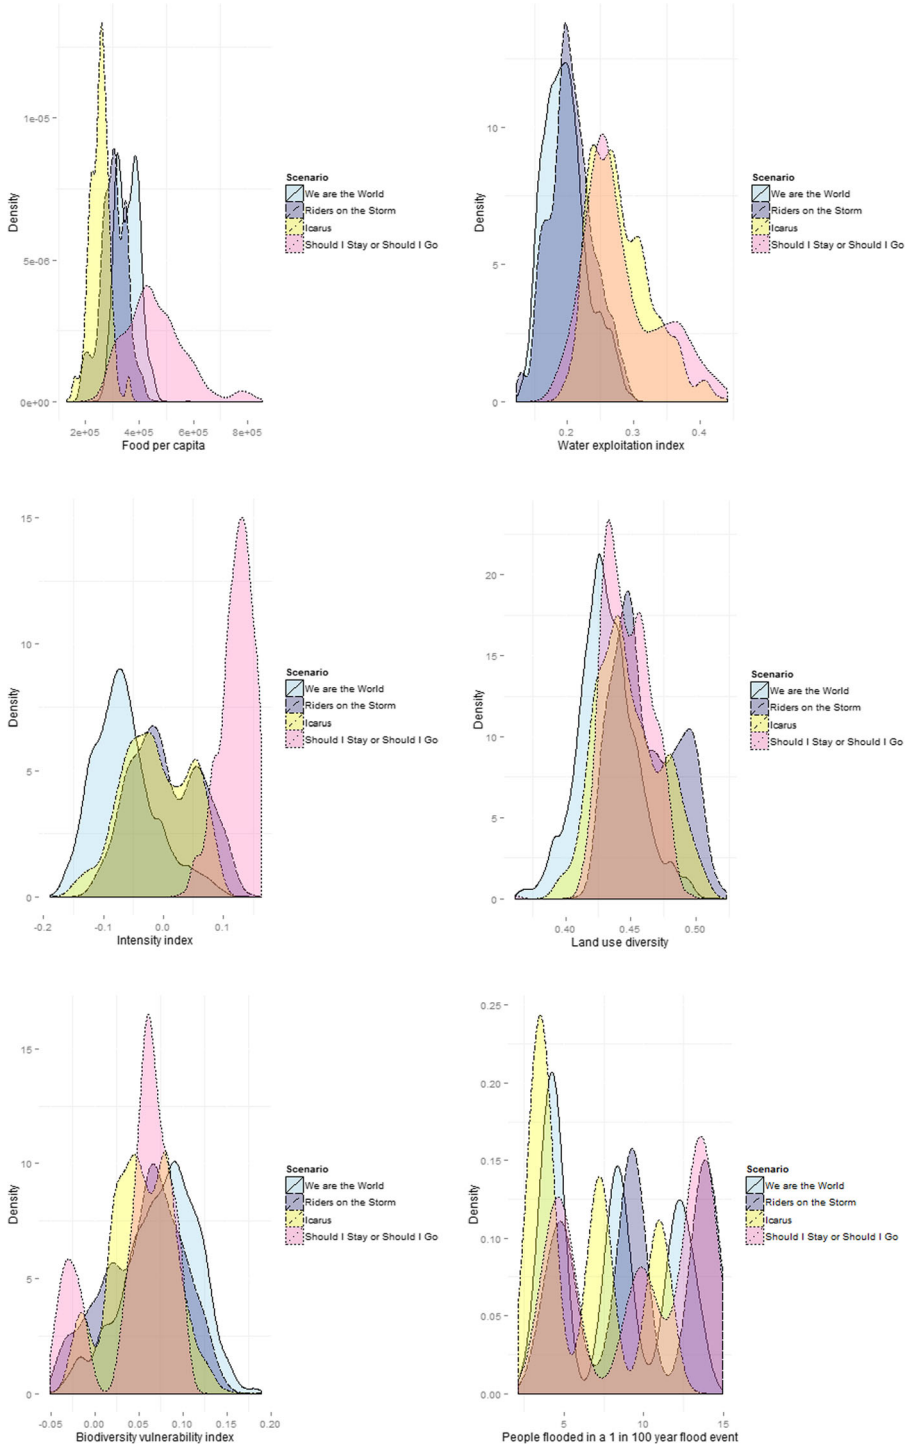 Density
1e-05
5e-06
0e+00
2e+05 4e+05 6e+05 8e+05
Food per capita
Scenario
We are the World
Riders on the Storm
Icarus
Should I Stay or Should I Go
Density
10
5
0
0.2 0.3 0.4
Water exploitation index
Scenario
We are the World
Riders on the Storm
Icarus
Should I Stay or Should I Go
Density
15
10
5
0
-0.2 -0.1 0.0 0.1
Intensity index
Scenario
We are the World
Riders on the Storm
Icarus
Should I Stay or Should I Go
Density
20
15
10
5
0
0.40 0.45 0.50
Land use diversity
Scenario
We are the World
Riders on the Storm
Icarus
Should I Stay or Should I Go
Density
15
10
5
0
-0.05 0.00 0.05 0.10 0.15 0.20
Biodiversity vulnerability index
Scenario
We are the World
Riders on the Storm
Icarus
Should I Stay or Should I Go
Density
0.25
0.20
0.15
0.10
0.05
0.00
5 10 15
People flooded in a 1 in 100 year flood event
Scenario
We are the World
Riders on the Storm
Icarus
Should I Stay or Should I Go